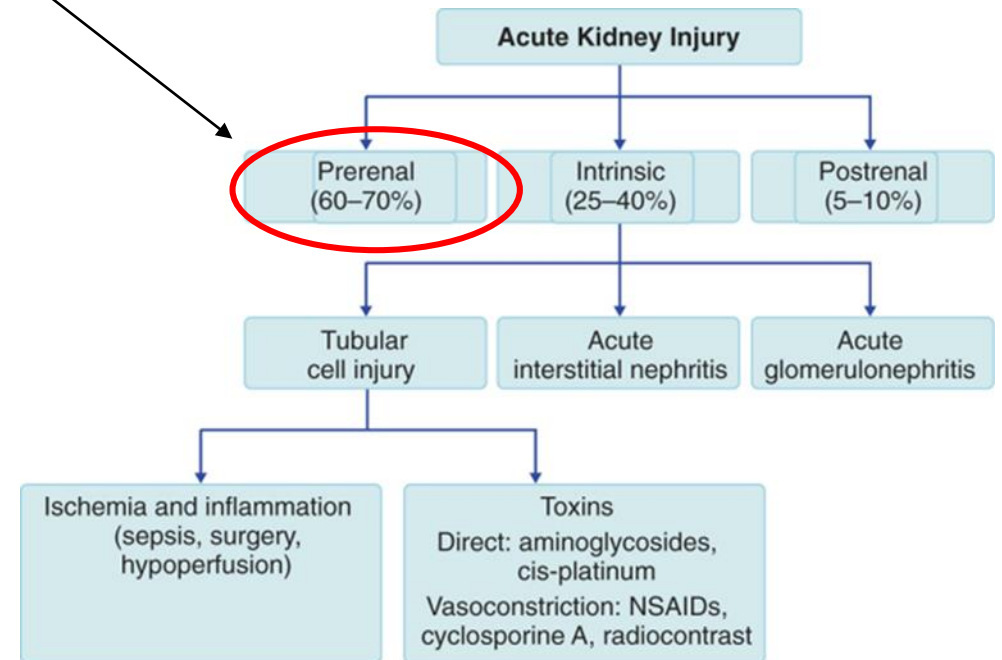 Acute Kidney Injury
Prerenal
(60–70%)
Intrinsic
(25–40%)
Postrenal
(5–10%)
Tubular
cell injury
Acute
interstitial nephritis
Acute
glomerulonephritis
Ischemia and inflammation
(sepsis, surgery,
hypoperfusion)
Toxins
Direct: aminoglycosides,
cis-platinum
Vasoconstriction: NSAIDs,
cyclosporine A, radiocontrast